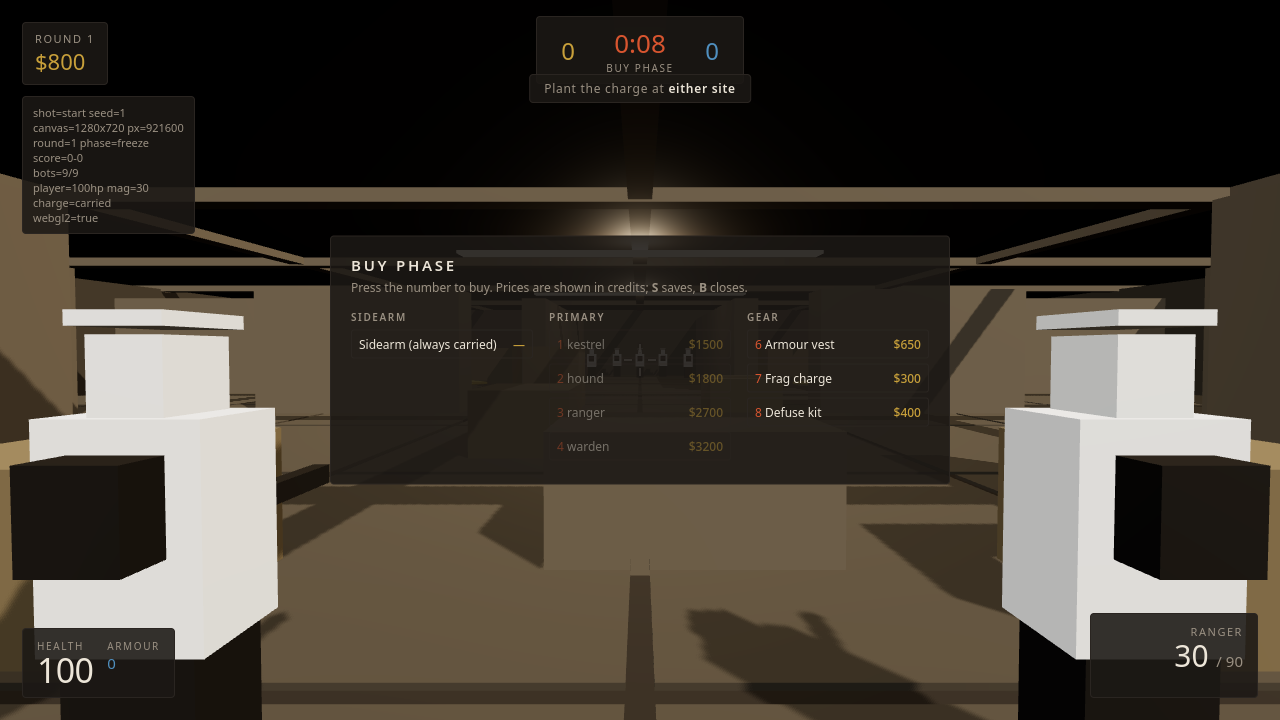 ROUND 1
$800
shot=start seed=1
canvas=1280x720 px=921600
round=1 phase=freeze
score=0-0
bots=9/9
player=100hp mag=30
charge=carried
webgl2=true
0 0:08 0
BUY PHASE
Plant the charge at either site
BUY PHASE
Press the number to buy. Prices are shown in credits; S saves, B closes.
SIDEARM PRIMARY GEAR
Sidearm (always carried) — 1 kestrel $1500 6 Armour vest $650
2 hound $1800 7 Frag charge $300
3 ranger $2700 8 Defuse kit $400
4 warden $3200
HEALTH ARMOUR
100 0
RANGER
30 / 90